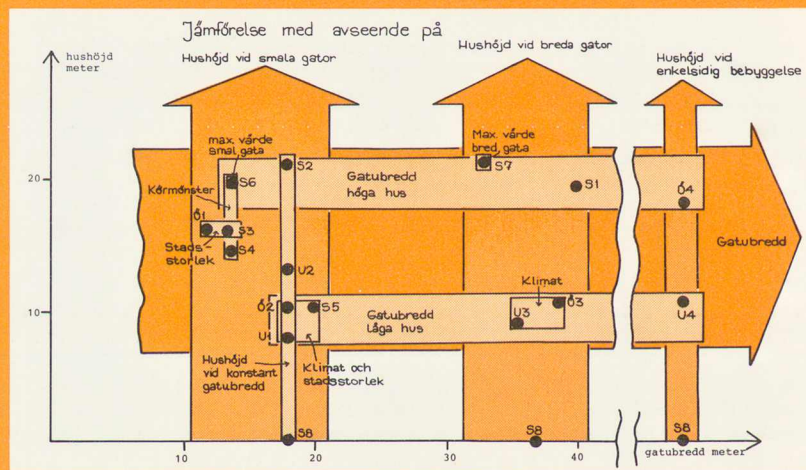 Jämförelse med avseende på
hushöjd
meter
Hushöjd vid smala gator
Hushöjd vid breda gator
Hushöjd vid
enkelsidig bebyggelse
max. värde
smal gata
Max. värde
bred, gata
S2
S7
S6
S1
20
Gatubredd
höga hus
Körmönster
Ö4
Ö1
S3
Stads-
storlek
S4
Gatubredd
U2
Klimat
10
Ö2
S5
Gatubredd
låga hus
U3
Ö3
U4
U1
Hushöjd
vid konstant
gatubredd
Klimat och
stadsstorlek
S8
S8
S8
10
20
30
40
gatubredd meter